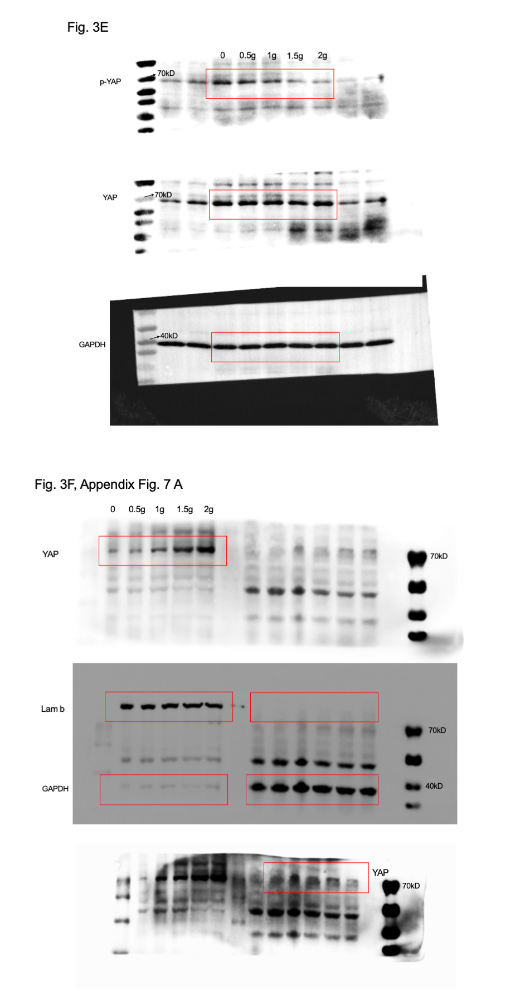 Fig. 3E
0 0.5g 1g 1.5g 2g
70kD
p-YAP
70kD
YAP
40kD
GAPDH
Fig. 3F, Appendix Fig. 7 A
0 0.5g 1g 1.5g 2g
YAP
70kD
Lam b
70kD
GAPDH
40kD
YAP
70kD